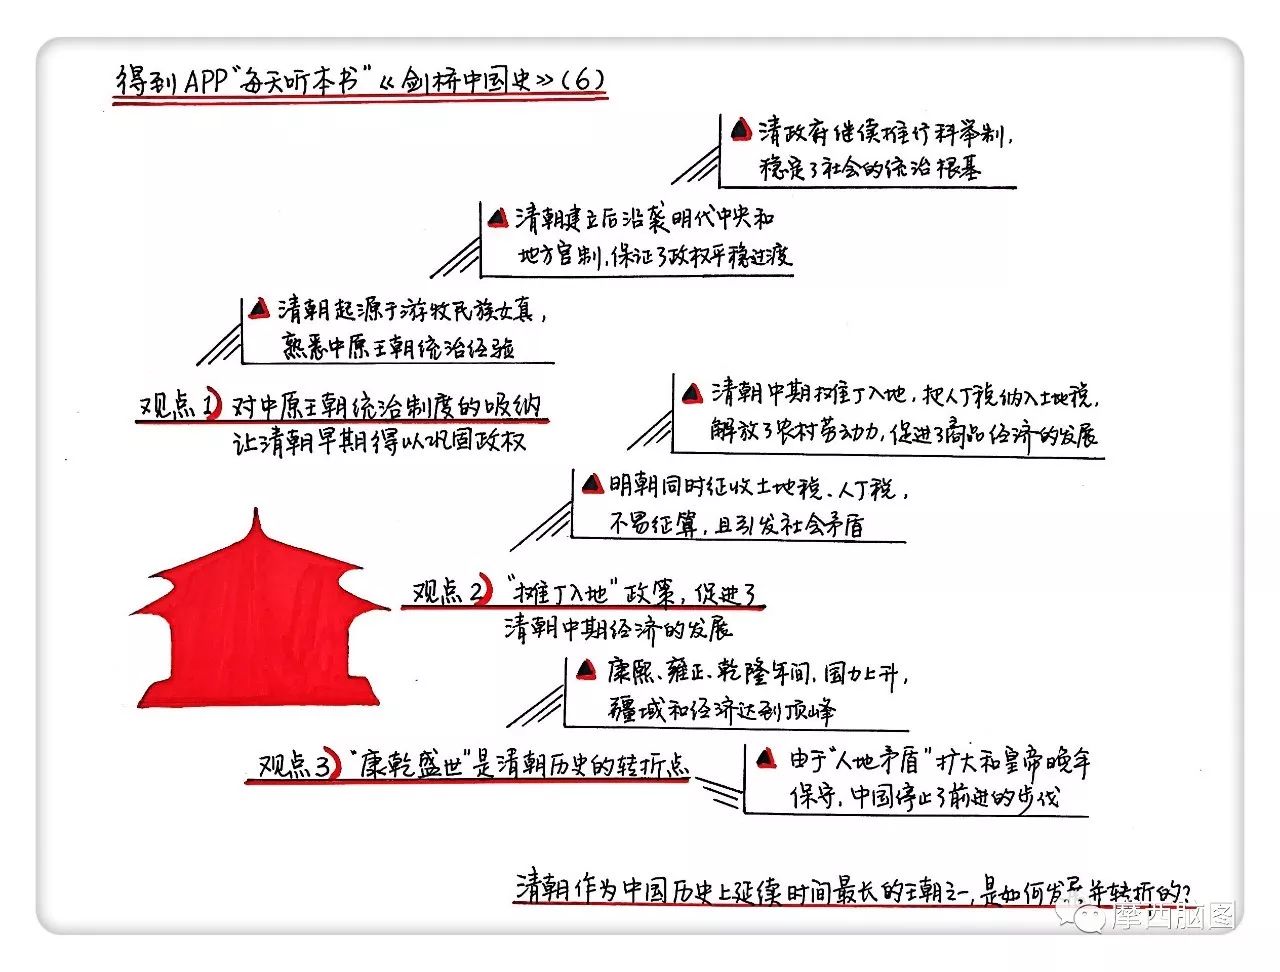 得到APP“每天听本书”《剑桥中国史》(6)
清政府继续推行科举制,
稳定了社会的统治根基
清朝建立后沿袭明代中央和
地方官制,保证了政权平稳过渡
清朝起源于游牧民族女真,
熟悉中原王朝统治经验
观点1)对中原王朝统治制度的吸纳
让清朝早期得以巩固政权
清朝中期摊丁入地,把人丁税纳入土地税,
解放了农村劳动力,促进了商品经济的发展
明朝同时征收土地税、人丁税,
不易征算,且引发社会矛盾
观点2)“摊丁入地”政策,促进了
清朝中期经济的发展
康熙、雍正、乾隆年间,国力上升,
疆域和经济达到顶峰
观点3)“康乾盛世”是清朝历史的转折点
由于“人地矛盾”扩大和皇帝晚年
保守,中国停止了前进的步伐
清朝作为中国历史上延续时间最长的王朝之一,是如何发展并转折的?
摩西脑图